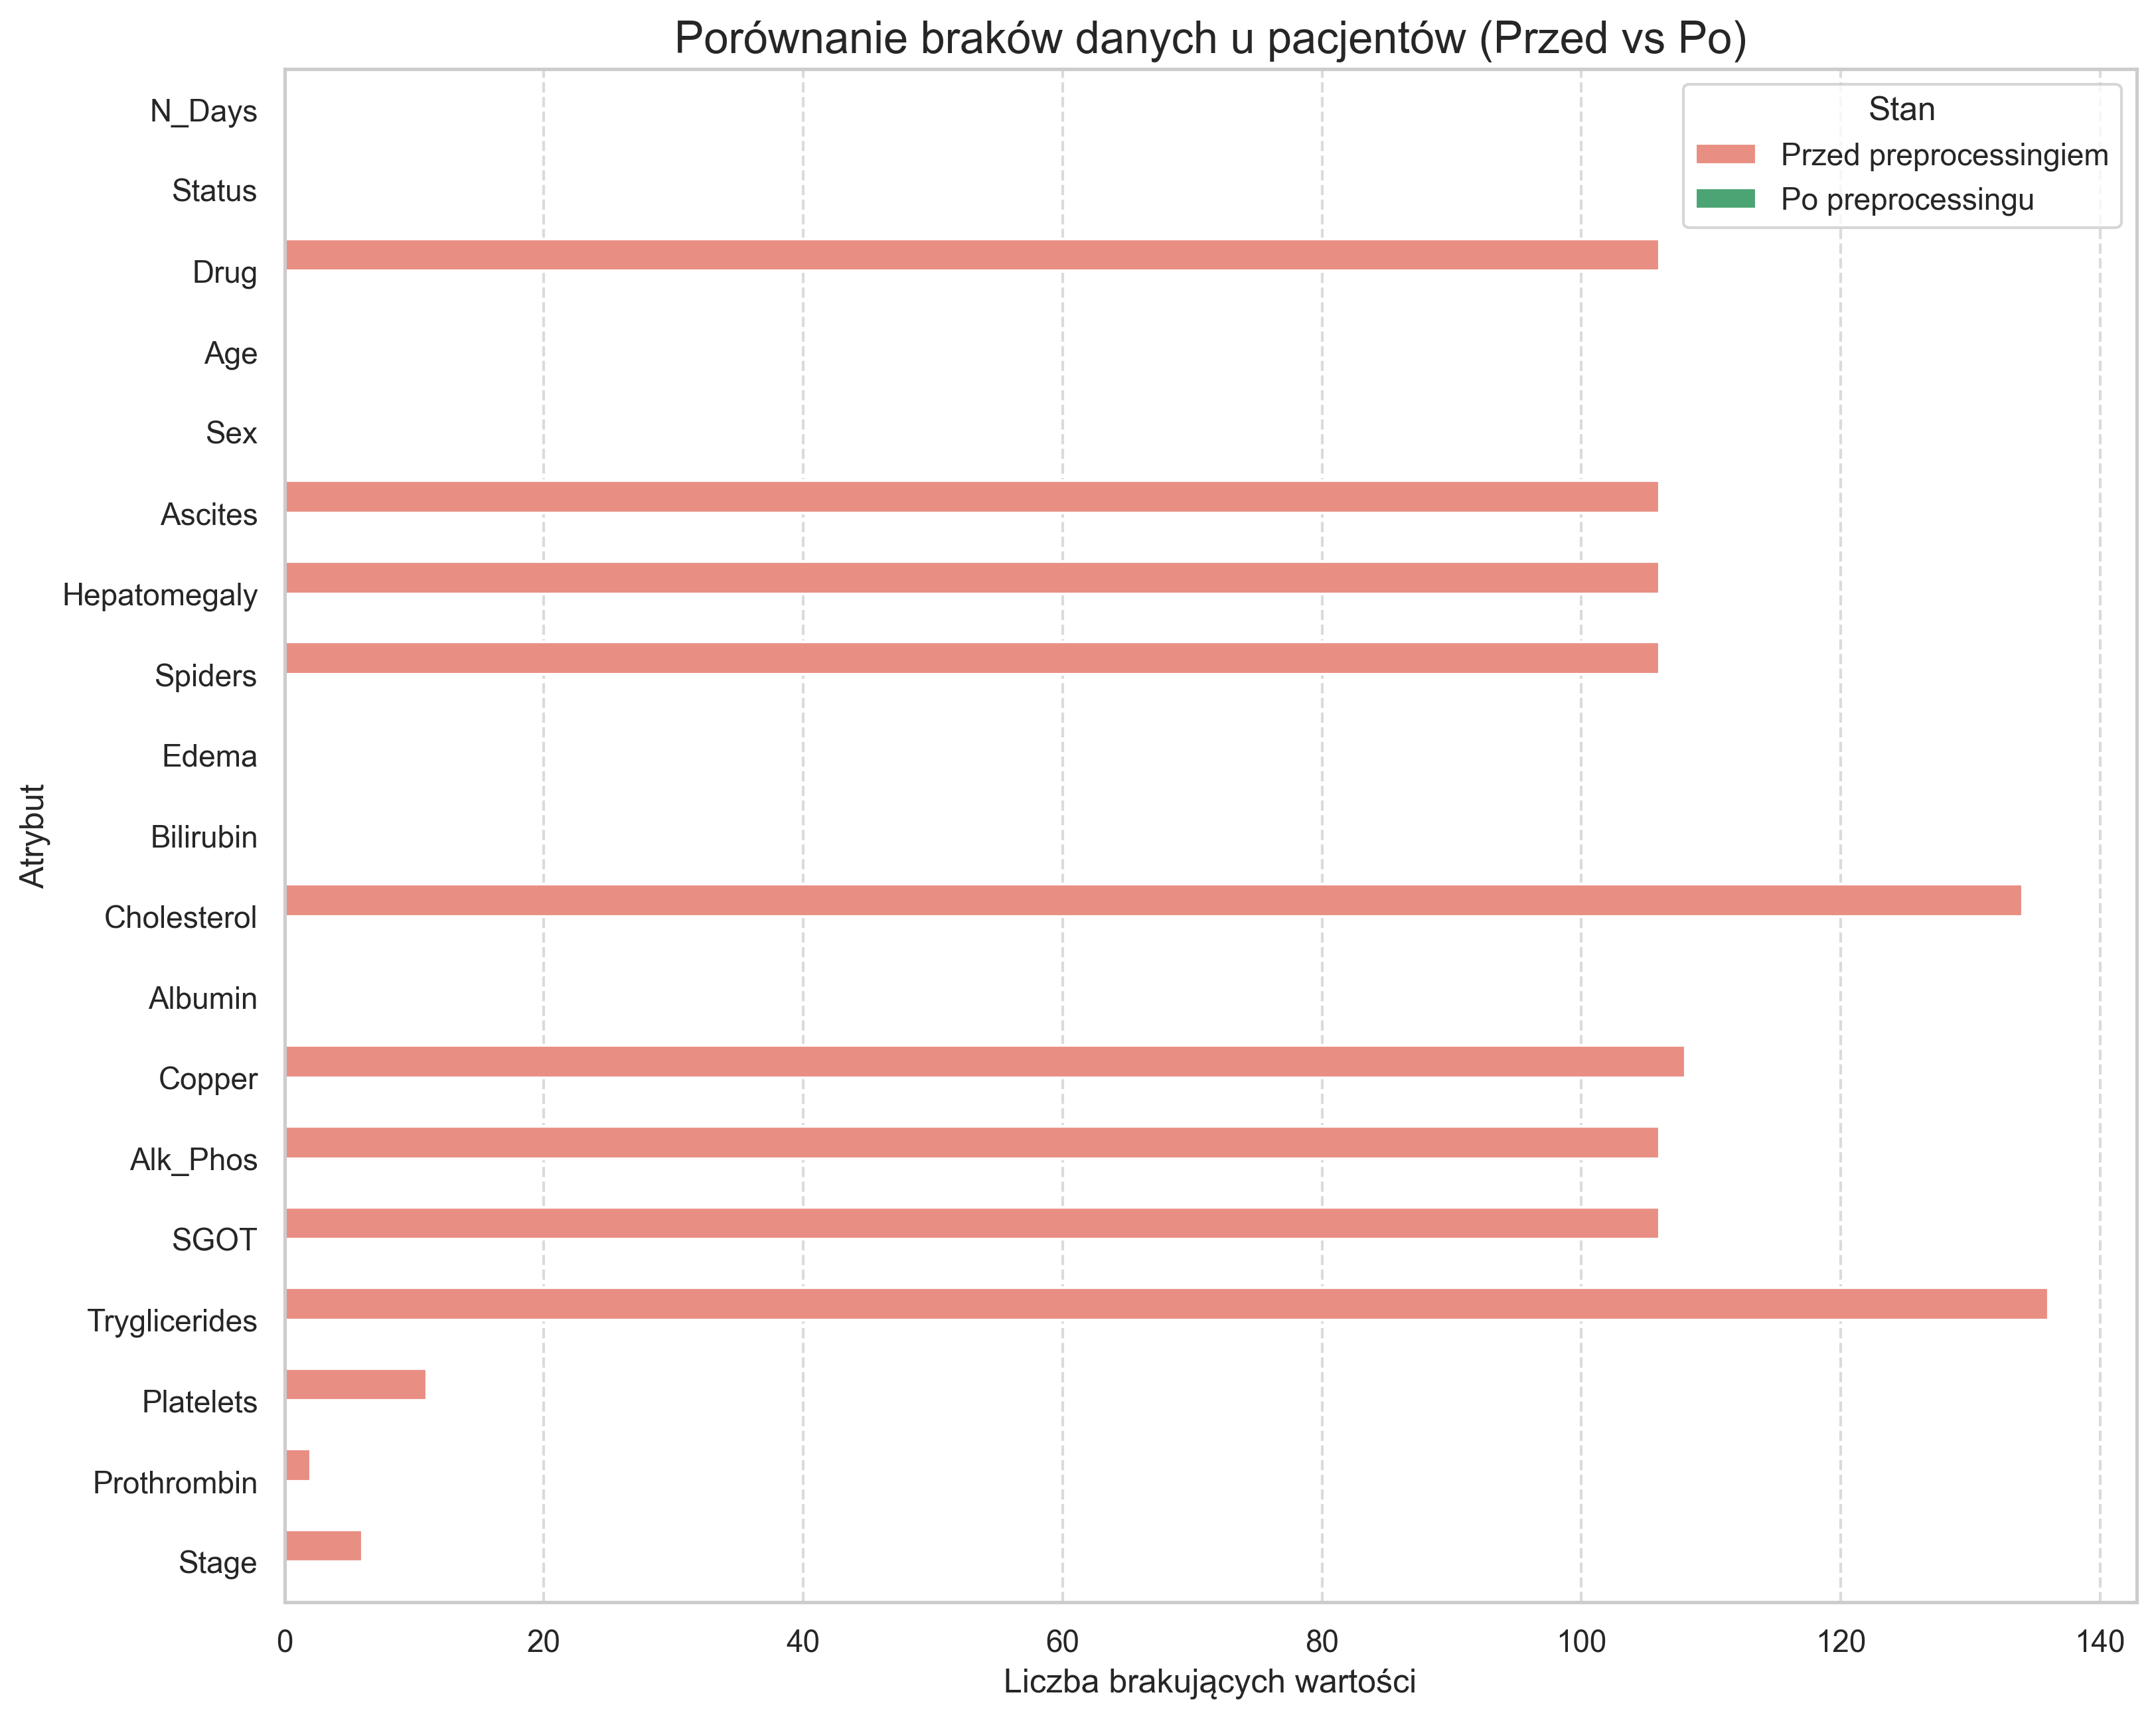 Porównanie braków danych u pacjentów (Przed vs Po)
Stan
Przed preprocessingiem
Po preprocessingu
Atrybut
N_Days
Status
Drug
Age
Sex
Ascites
Hepatomegaly
Spiders
Edema
Bilirubin
Cholesterol
Albumin
Copper
Alk_Phos
SGOT
Tryglicerides
Platelets
Prothrombin
Stage
0 20 40 60 80 100 120 140
Liczba brakujących wartości